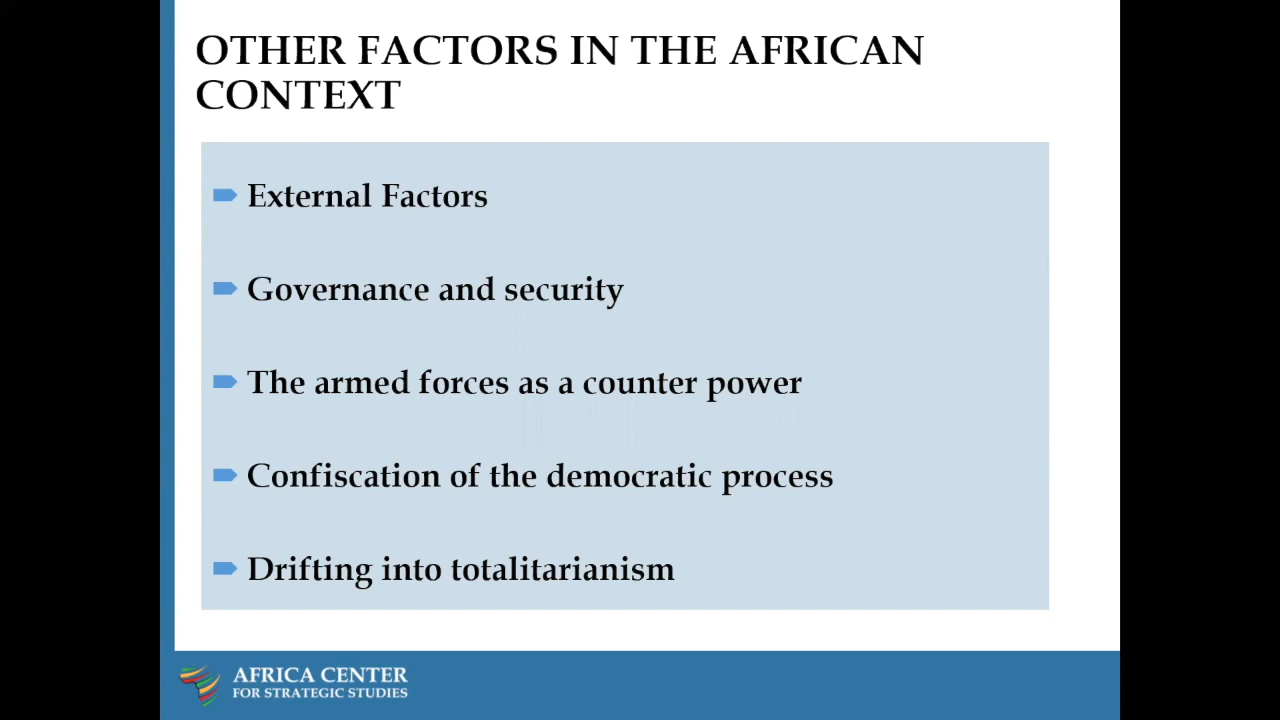 OTHER FACTORS IN THE AFRICAN
CONTEXT
External Factors
Governance and security
The armed forces as a counter power
Confiscation of the democratic process
Drifting into totalitarianism
AFRICA CENTER
FOR STRATEGIC STUDIES